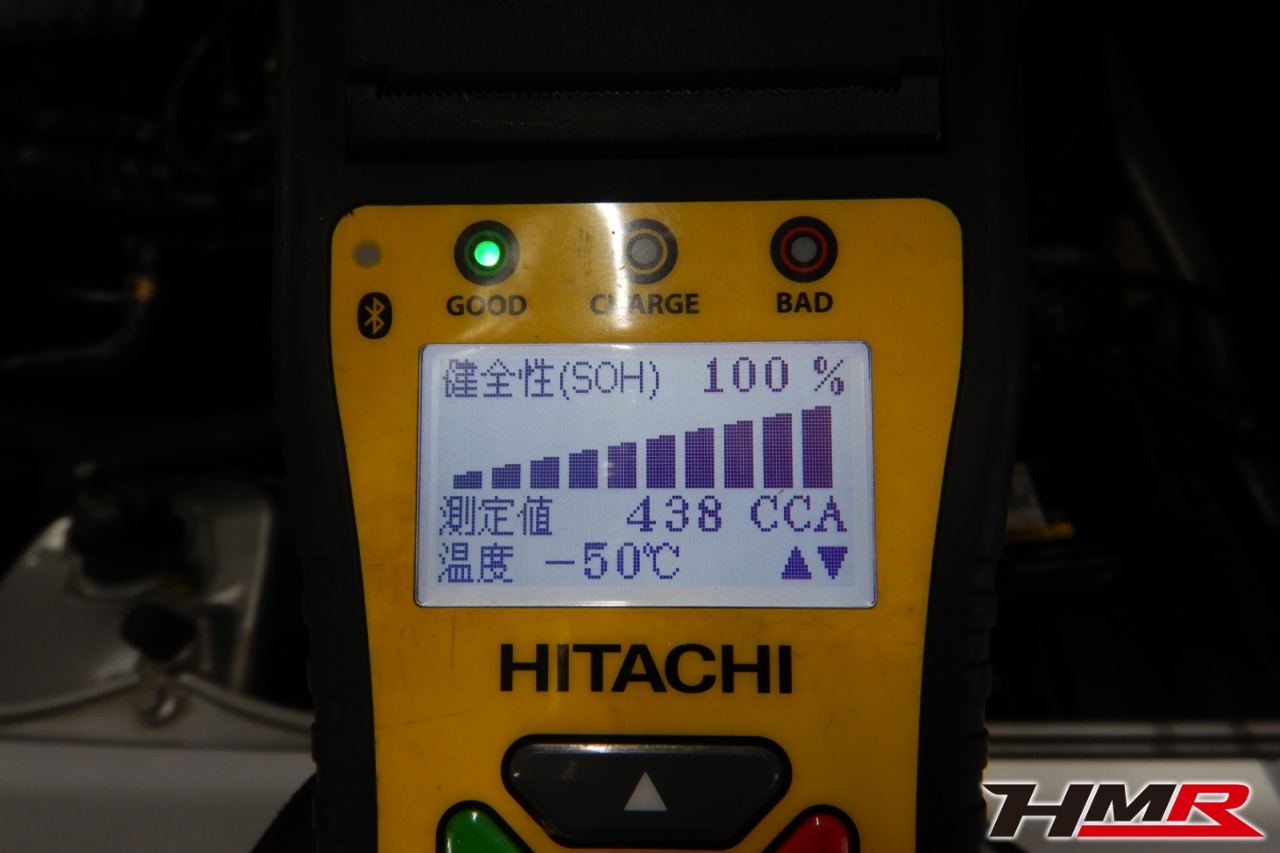 GOOD
CHARGE
BAD
健全性(SOH) 100 %
測定値 438 CCA
温度 -50℃ ▲▼
HITACHI
HMR